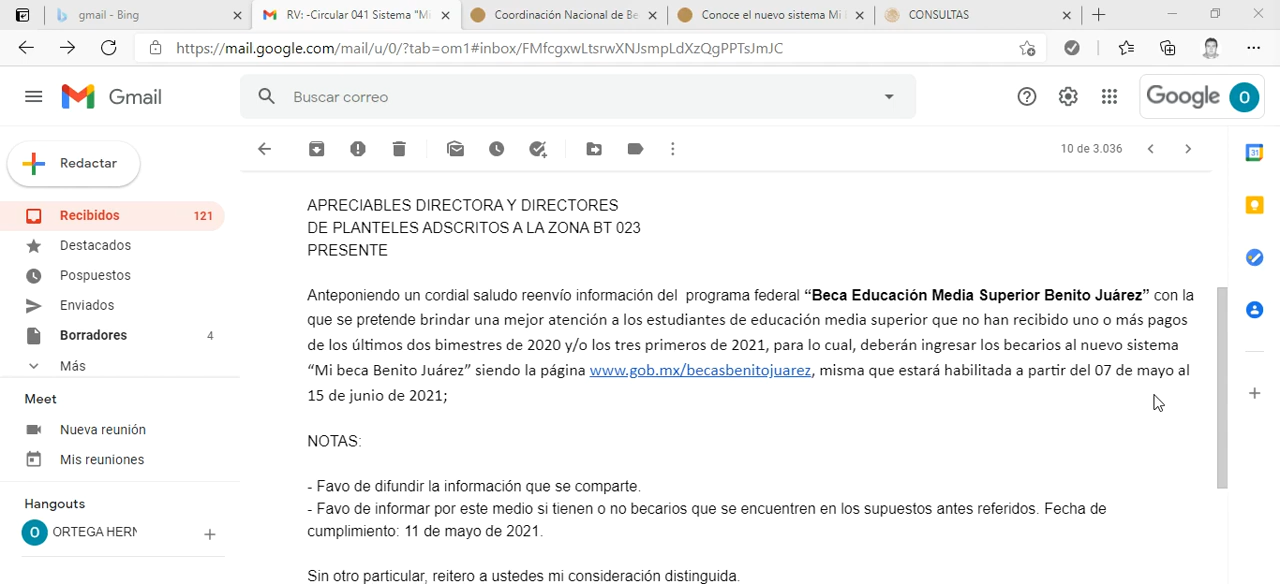 gmail - Bing
RV: -Circular 041 Sistema "Mi
Coordinación Nacional de Be
Conoce el nuevo sistema Mi
CONSULTAS
https://mail.google.com/mail/u/0/?tab=om1#inbox/FMfcgxwLtsrwXNJsmpLdXzQgPPTsJmJC
Gmail
Buscar correo
Google
O
Redactar
10 de 3.036
Recibidos 121
Destacados
Pospuestos
Enviados
Borradores 4
Más
Meet
Nueva reunión
Mis reuniones
Hangouts
O ORTEGA HERN
APRECIABLES DIRECTORA Y DIRECTORES
DE PLANTELES ADSCRITOS A LA ZONA BT 023
PRESENTE
Anteponiendo un cordial saludo reenvío información del programa federal “Beca Educación Media Superior Benito Juárez” con la
que se pretende brindar una mejor atención a los estudiantes de educación media superior que no han recibido uno o más pagos
de los últimos dos bimestres de 2020 y/o los tres primeros de 2021, para lo cual, deberán ingresar los becarios al nuevo sistema
“Mi beca Benito Juárez” siendo la página www.gob.mx/becasbenitojuarez, misma que estará habilitada a partir del 07 de mayo al
15 de junio de 2021;
NOTAS:
- Favo de difundir la información que se comparte.
- Favo de informar por este medio si tienen o no becarios que se encuentren en los supuestos antes referidos. Fecha de
cumplimiento: 11 de mayo de 2021.
Sin otro particular, reitero a ustedes mi consideración distinguida.
31